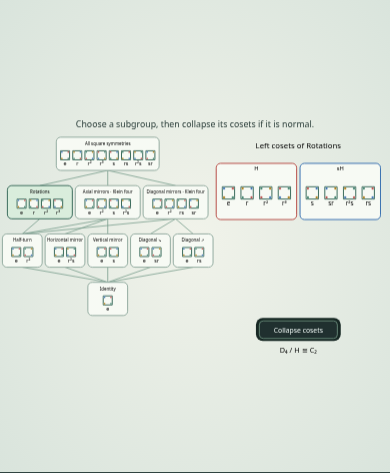 Choose a subgroup, then collapse its cosets if it is normal.
All square symmetries
e r r² r³ s rs r²s sr
Left cosets of Rotations
H
sH
Rotations
e r r² r³
Axial mirrors · Klein four
e r² s r²s
Diagonal mirrors · Klein four
e r² rs sr
e r r² r³
s sr r²s rs
Half-turn
e r²
Horizontal mirror
e r²s
Vertical mirror
e s
Diagonal
e sr
Diagonal
e rs
Identity
e
Collapse cosets
D₄ / H ≅ C₂